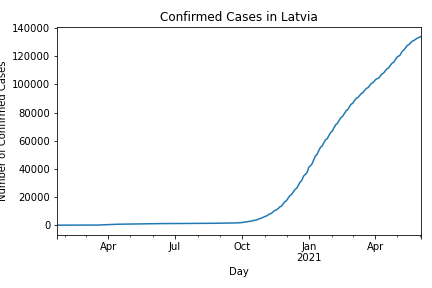 Confirmed Cases in Latvia
Number of Confirmed Cases
140000
120000
100000
80000
60000
40000
20000
0
Apr
Jul
Oct
Jan
2021
Apr
Day